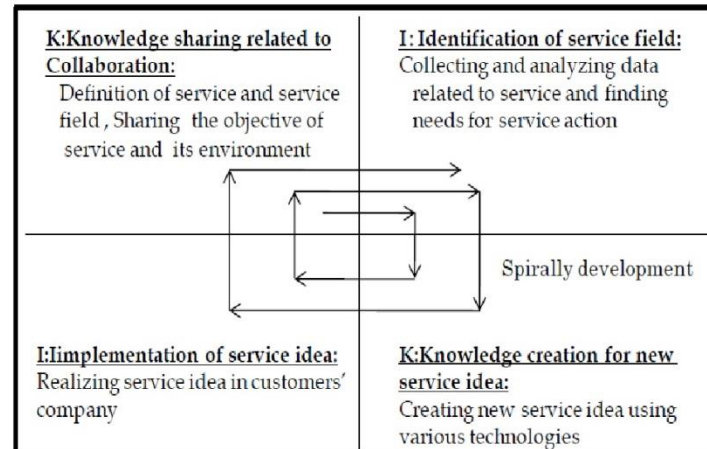 K:Knowledge sharing related to
Collaboration:
Definition of service and service
field , Sharing the objective of
service and its environment
I: Identification of service field:
Collecting and analyzing data
related to service and finding
needs for service action
Spirally development
I:Iimplementation of service idea:
Realizing service idea in customers’
company
K:Knowledge creation for new
service idea:
Creating new service idea using
various technologies